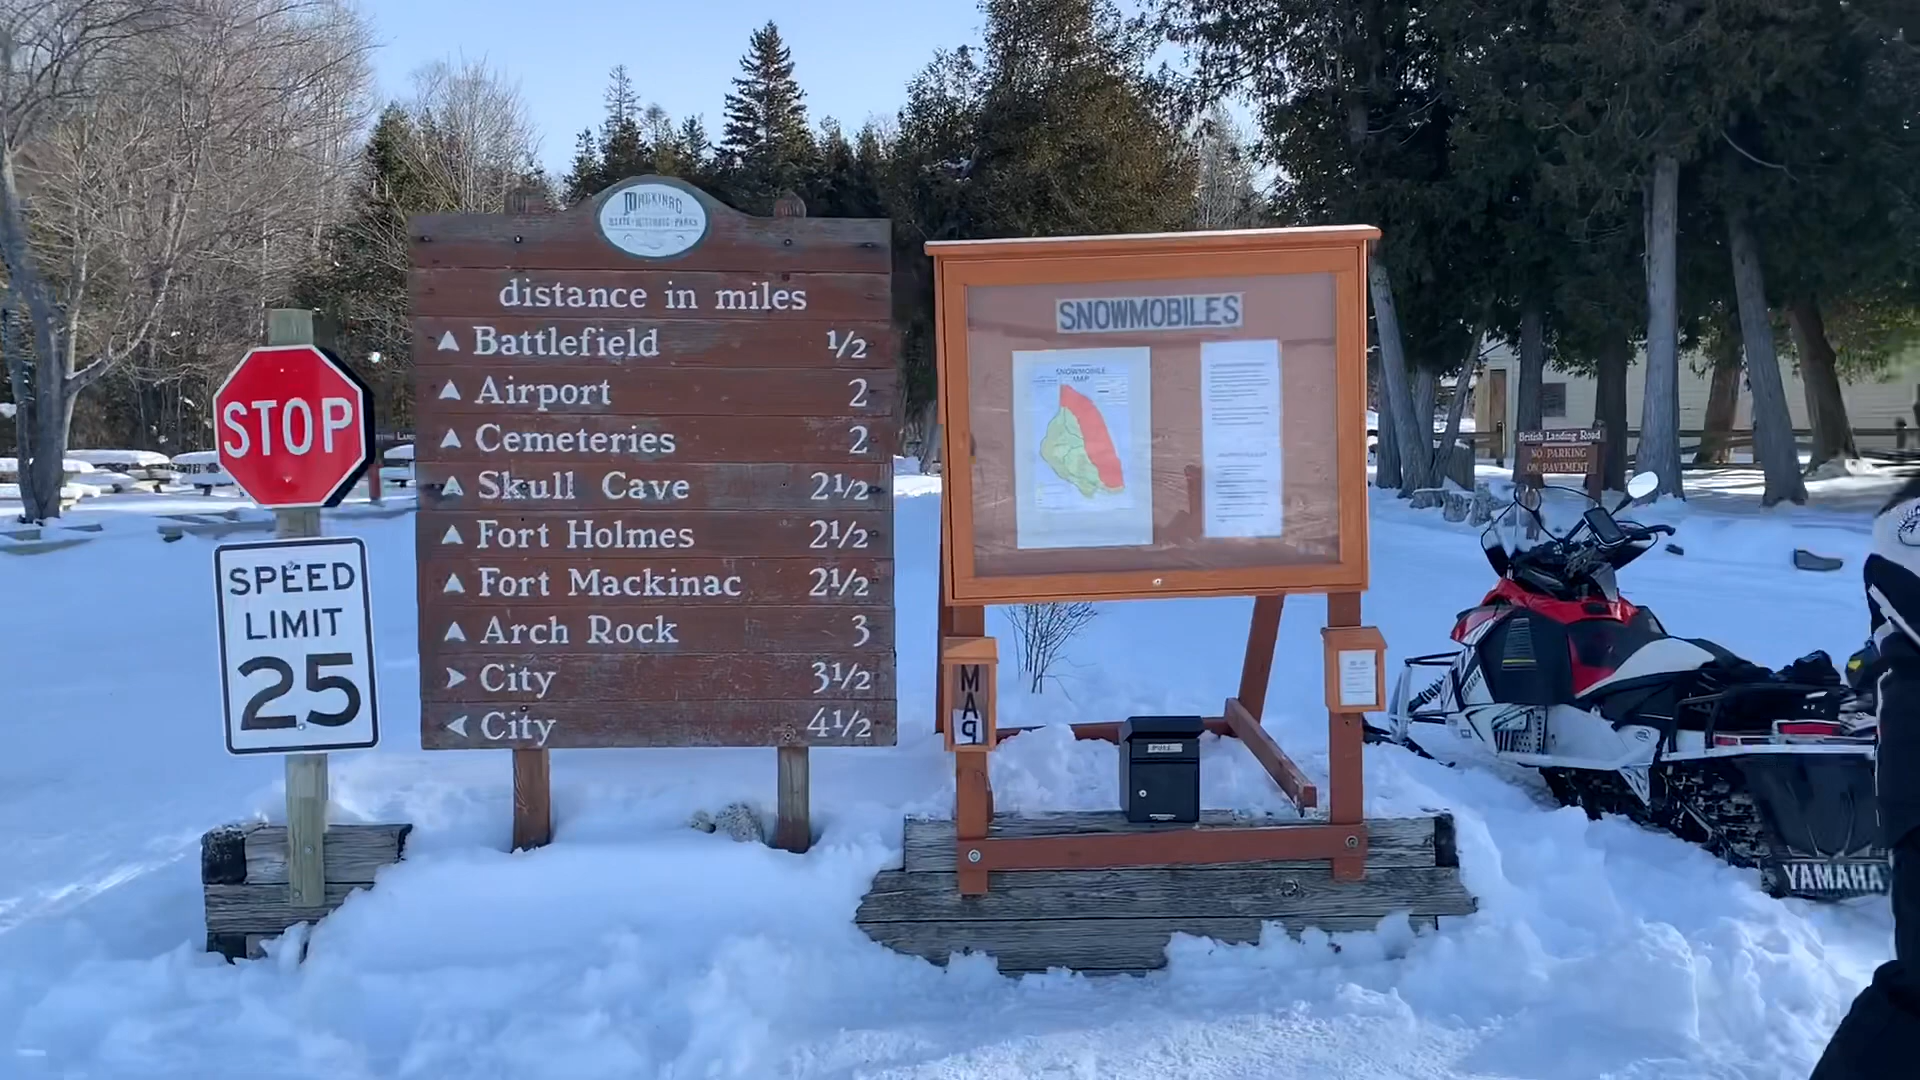 MACKINAC
STATE HISTORIC PARKS
distance in miles
Battlefield 1/2
Airport 2
Cemeteries 2
Skull Cave 2 1/2
Fort Holmes 2 1/2
Fort Mackinac 2 1/2
Arch Rock 3
City 3 1/2
City 4 1/2
STOP
SPEED
LIMIT
25
SNOWMOBILES
SNOWMOBILE
MAP
MAP
PULL
British Landing Road
NO PARKING
ON PAVEMENT
YAMAHA
YAMAHA